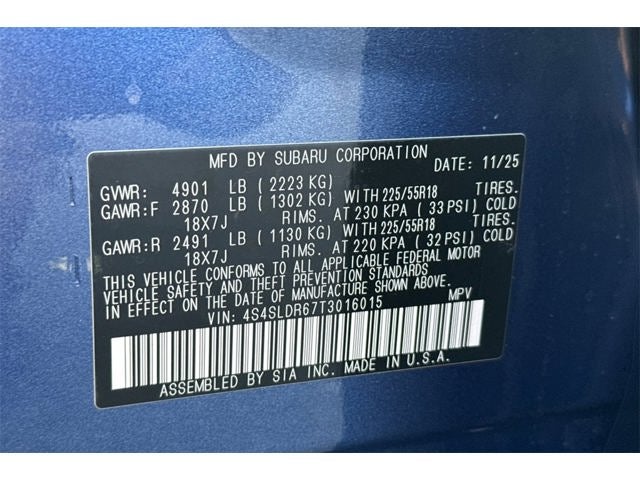 MFD BY SUBARU CORPORATION DATE: 11/25
GVWR: 4901 LB ( 2223 KG)
GAWR:F 2870 LB ( 1302 KG) WITH 225/55R18 TIRES.
18X7J RIMS. AT 230 KPA ( 33 PSI) COLD
GAWR:R 2491 LB ( 1130 KG) WITH 225/55R18 TIRES.
18X7J RIMS. AT 220 KPA ( 32 PSI) COLD
THIS VEHICLE CONFORMS TO ALL APPLICABLE FEDERAL MOTOR
VEHICLE SAFETY AND THEFT PREVENTION STANDARDS
IN EFFECT ON THE DATE OF MANUFACTURE SHOWN ABOVE.
VIN: 4S4SLDR67T3016015 MPV
ASSEMBLED BY SIA INC. MADE IN U.S.A.